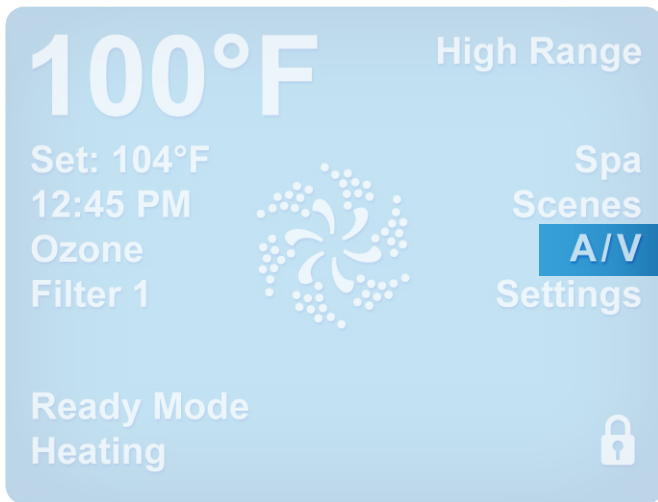 100°F
High Range
Set: 104°F
12:45 PM
Ozone
Filter 1
Spa
Scenes
A/V
Settings
Ready Mode
Heating